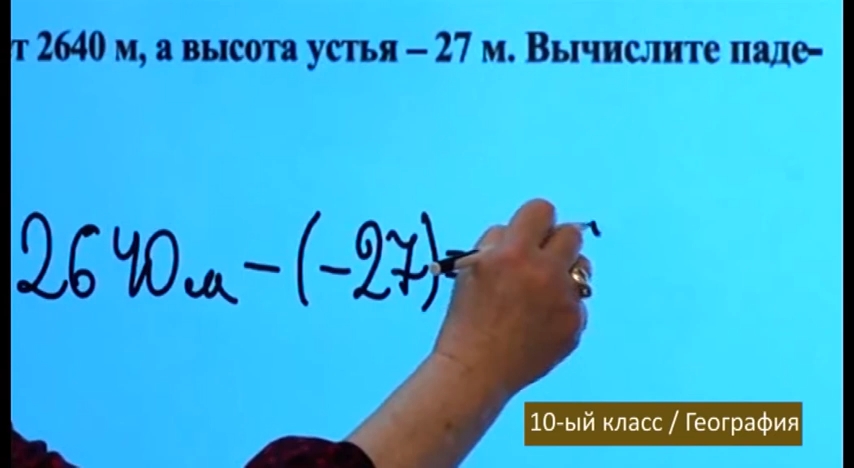 т 2640 м, а высота устья – 27 м. Вычислите паде-
2640м – (–27) =
10-ый класс / География